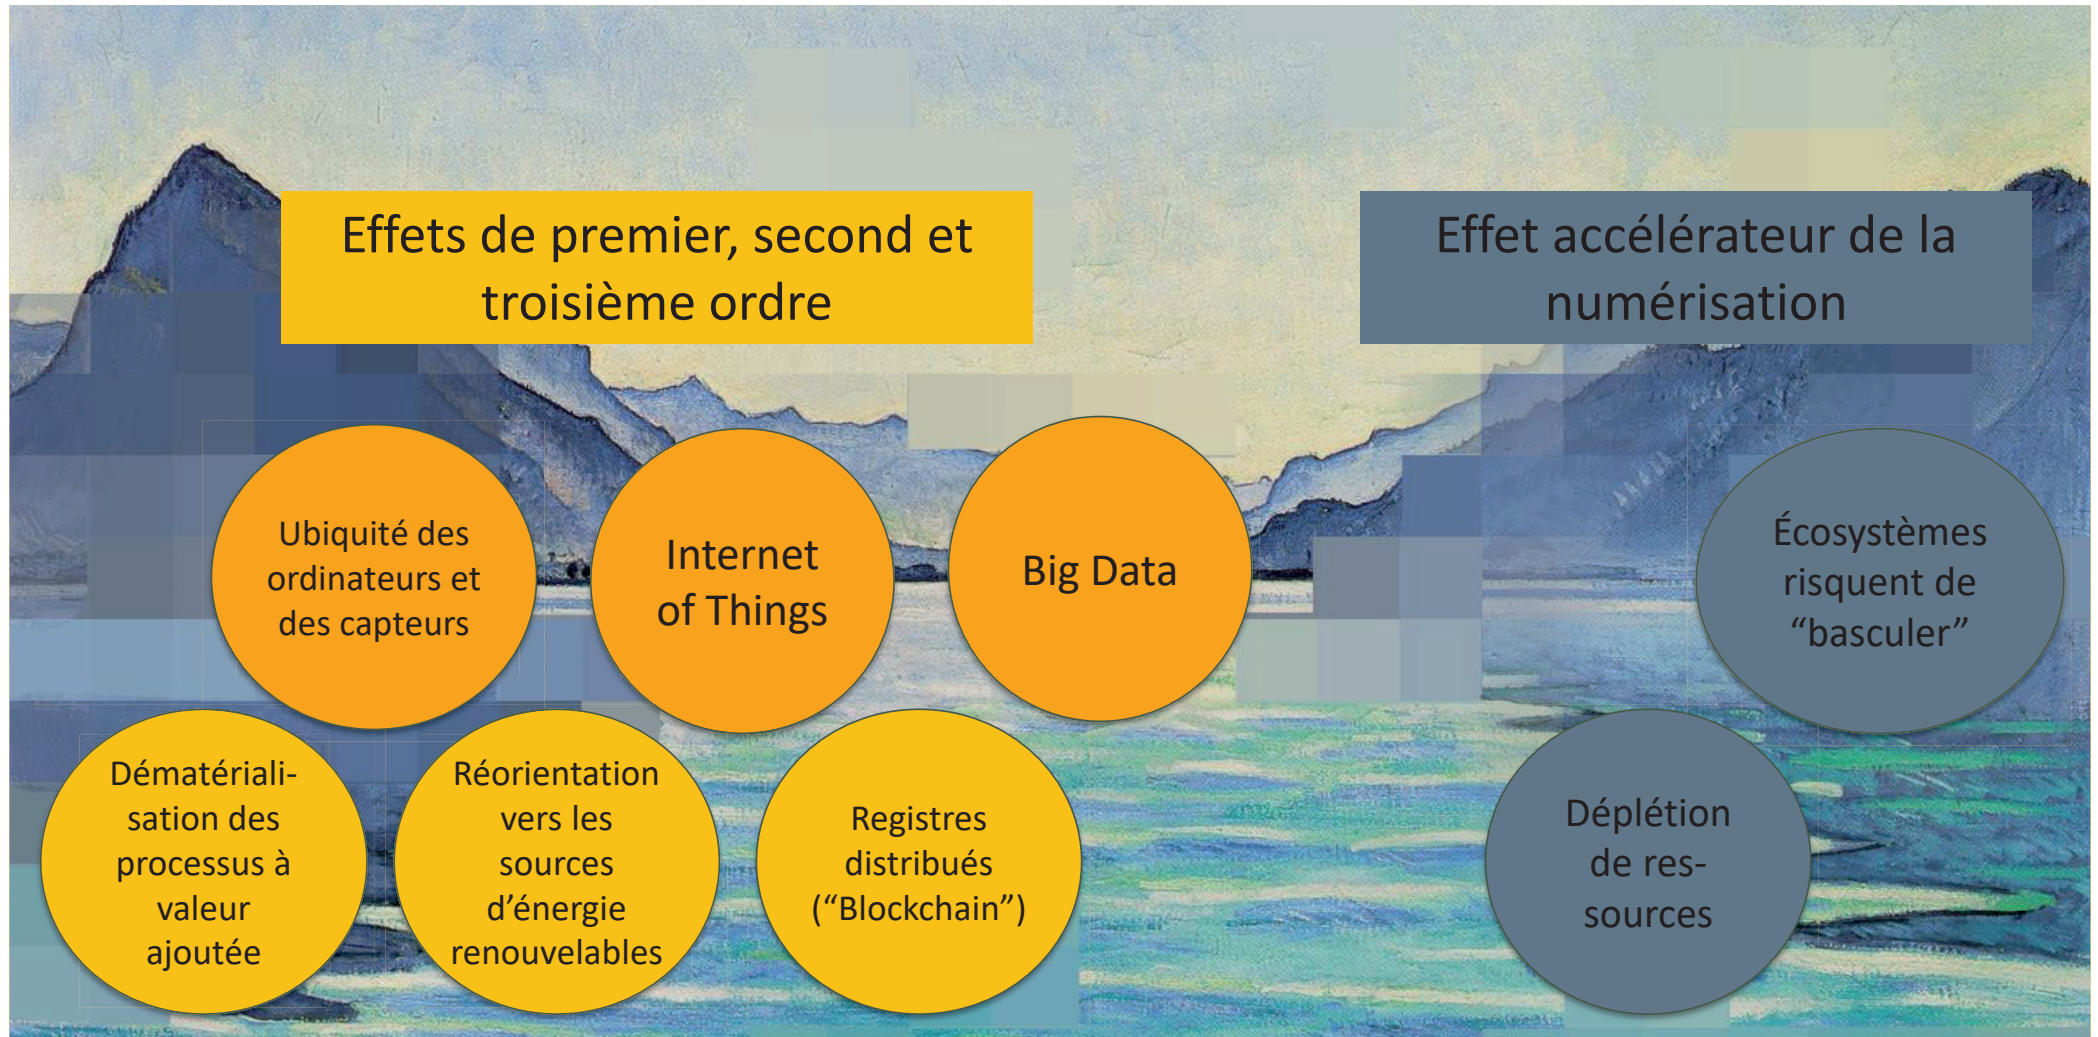 Effets de premier, second et
troisième ordre
Effet accélérateur de la
numérisation
Ubiquité des
ordinateurs et
des capteurs
Internet
of Things
Big Data
Écosystèmes
risquent de
“basculer”
Dématériali-
sation des
processus à
valeur
ajoutée
Réorientation
vers les
sources
d’énergie
renouvelables
Registres
distribués
(“Blockchain”)
Déplétion
de res-
sources